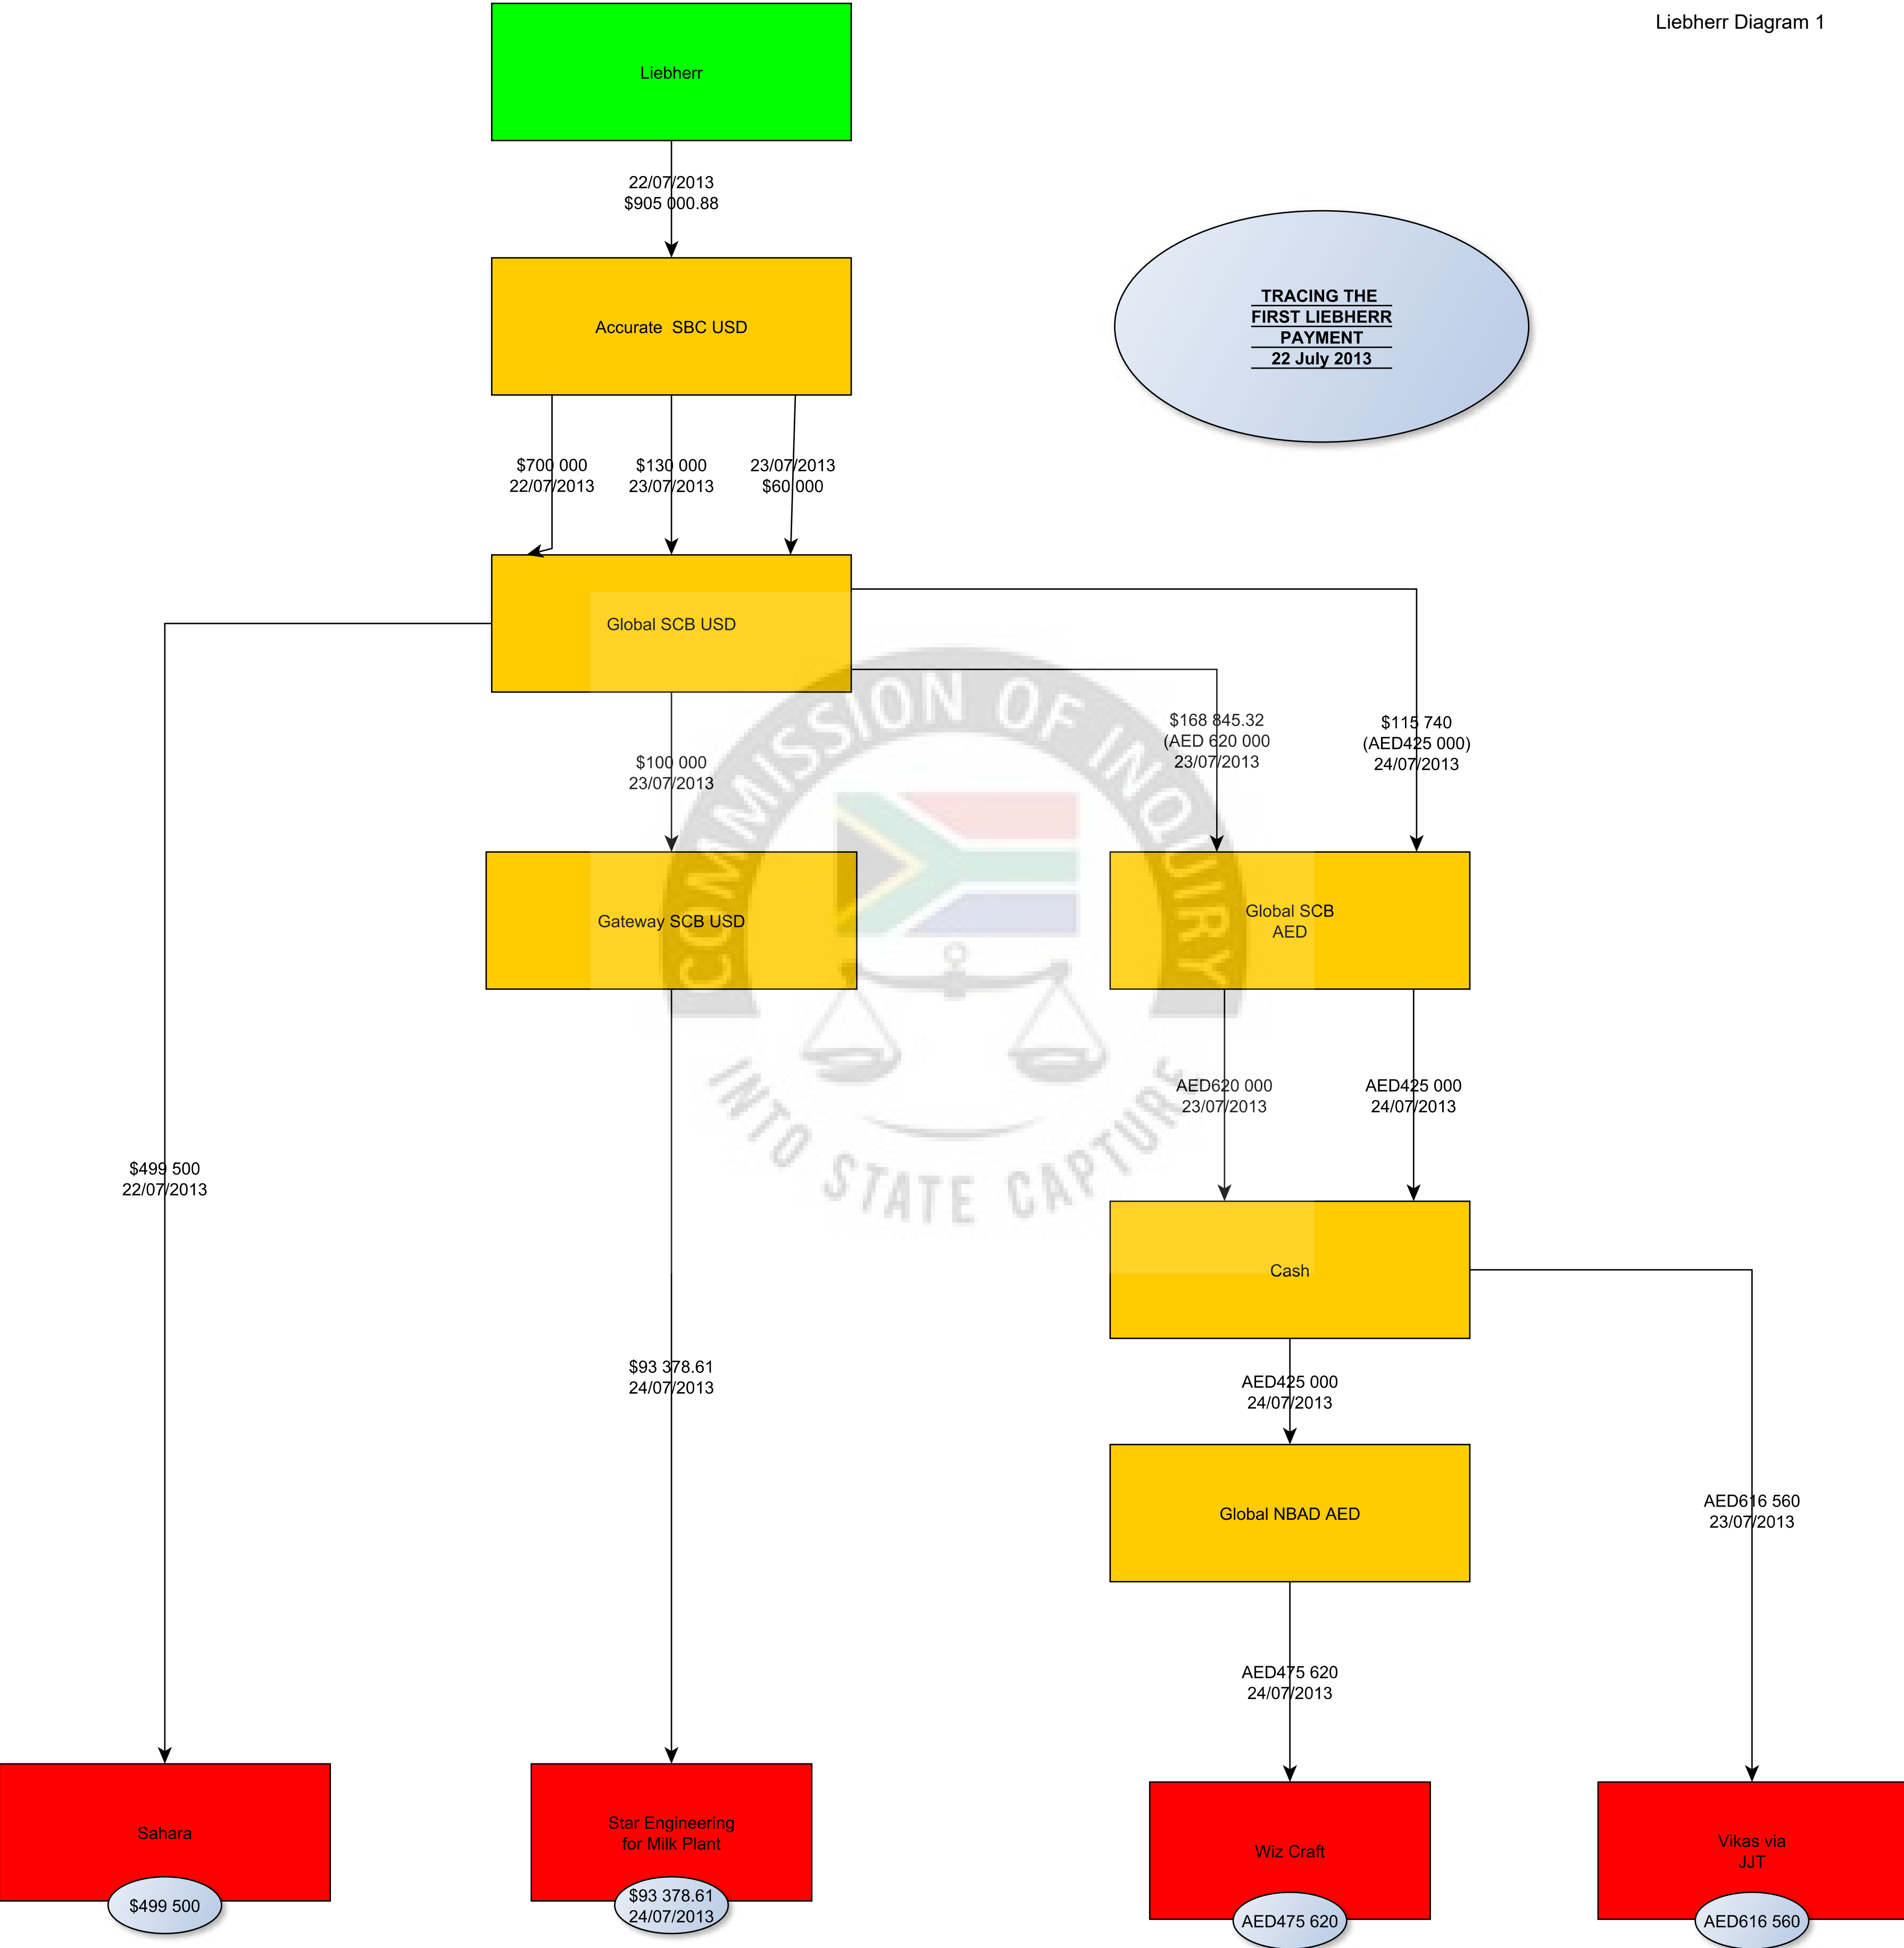 Liebherr Diagram 1
Liebherr
22/07/2013
$905 000.88
TRACING THE
FIRST LIEBHERR
PAYMENT
22 July 2013
Accurate  SBC USD
$700 000
22/07/2013
$130 000
23/07/2013
23/07/2013
$60 000
Global SCB USD
$168 845.32
(AED 620 000
23/07/2013
$115 740
(AED425 000)
24/07/2013
$100 000
23/07/2013
COMMISSION OF INQUIRY
INTO STATE CAPTURE
Gateway SCB USD
Global SCB
AED
AED620 000
23/07/2013
AED425 000
24/07/2013
$499 500
22/07/2013
Cash
$93 378.61
24/07/2013
AED425 000
24/07/2013
Global NBAD AED
AED616 560
23/07/2013
AED475 620
24/07/2013
Sahara
$499 500
Star Engineering
for Milk Plant
$93 378.61
24/07/2013
Wiz Craft
AED475 620
Vikas via
JJT
AED616 560